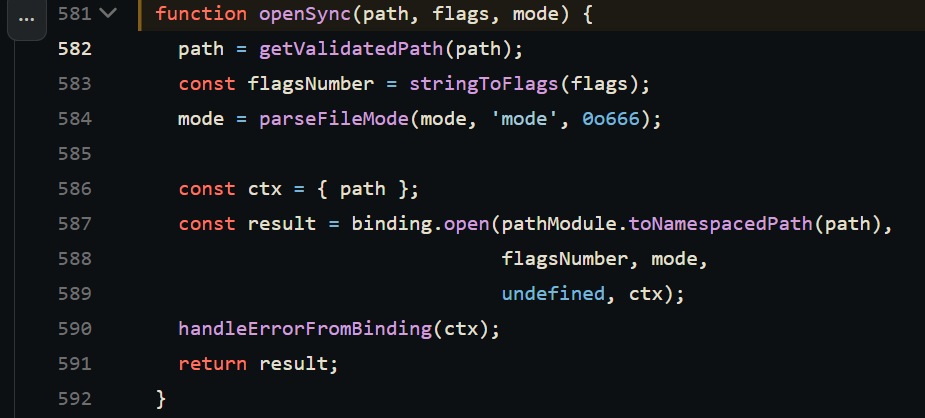 ... 581 function openSync(path, flags, mode) {
582 path = getValidatedPath(path);
583 const flagsNumber = stringToFlags(flags);
584 mode = parseFileMode(mode, 'mode', 0o666);
585
586 const ctx = { path };
587 const result = binding.open(pathModule.toNamespacedPath(path),
588 flagsNumber, mode,
589 undefined, ctx);
590 handleErrorFromBinding(ctx);
591 return result;
592 }